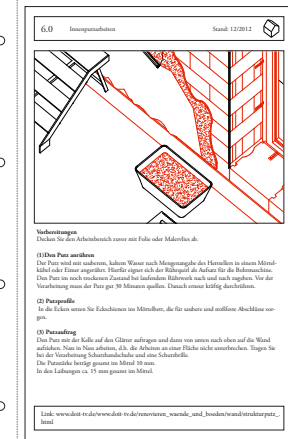 6.0 Innenputzarbeiten Stand: 12/2012
Vorbereitungen
Decken Sie den Arbeitsbereich zuvor mit Folie oder Malervlies ab.
(1)Den Putz anrühren
Der Putz wird mit sauberem, kaltem Wasser nach Mengenangabe des Herstellers in einem Mörtel-
kübel oder Eimer angerührt. Hierfür eignet sich der Rührquirl als Aufsatz für die Bohrmaschine.
Den Putz im noch trockenen Zustand bei laufendem Rührwerk nach und nach zugeben. Vor der
Verarbeitung muss der Putz gut 30 Minuten quellen. Danach erneut kräftig durchrühren.
(2) Putzprofile
In die Ecken setzen Sie Eckschienen ins Mörtelbett, die für saubere und stoßfeste Abschlüsse sor-
gen.
(3) Putzauftrag
Den Putz mit der Kelle auf den Glätter auftragen und dann von unten nach oben auf die Wand
aufziehen. Nass in Nass arbeiten, d.h. die Arbeiten an einer Fläche nicht unterbrechen. Tragen Sie
bei der Verarbeitung Schutzhandschuhe und eine Schutzbrille.
Die Putzstärke beträgt gesamt im Mittel 10 mm.
In den Laibungen ca. 15 mm gesamt im Mittel.
Link: www.doit-tv.de/www.doit-tv.de/renovieren_waende_und_boeden/wand/strukturputz_.
html